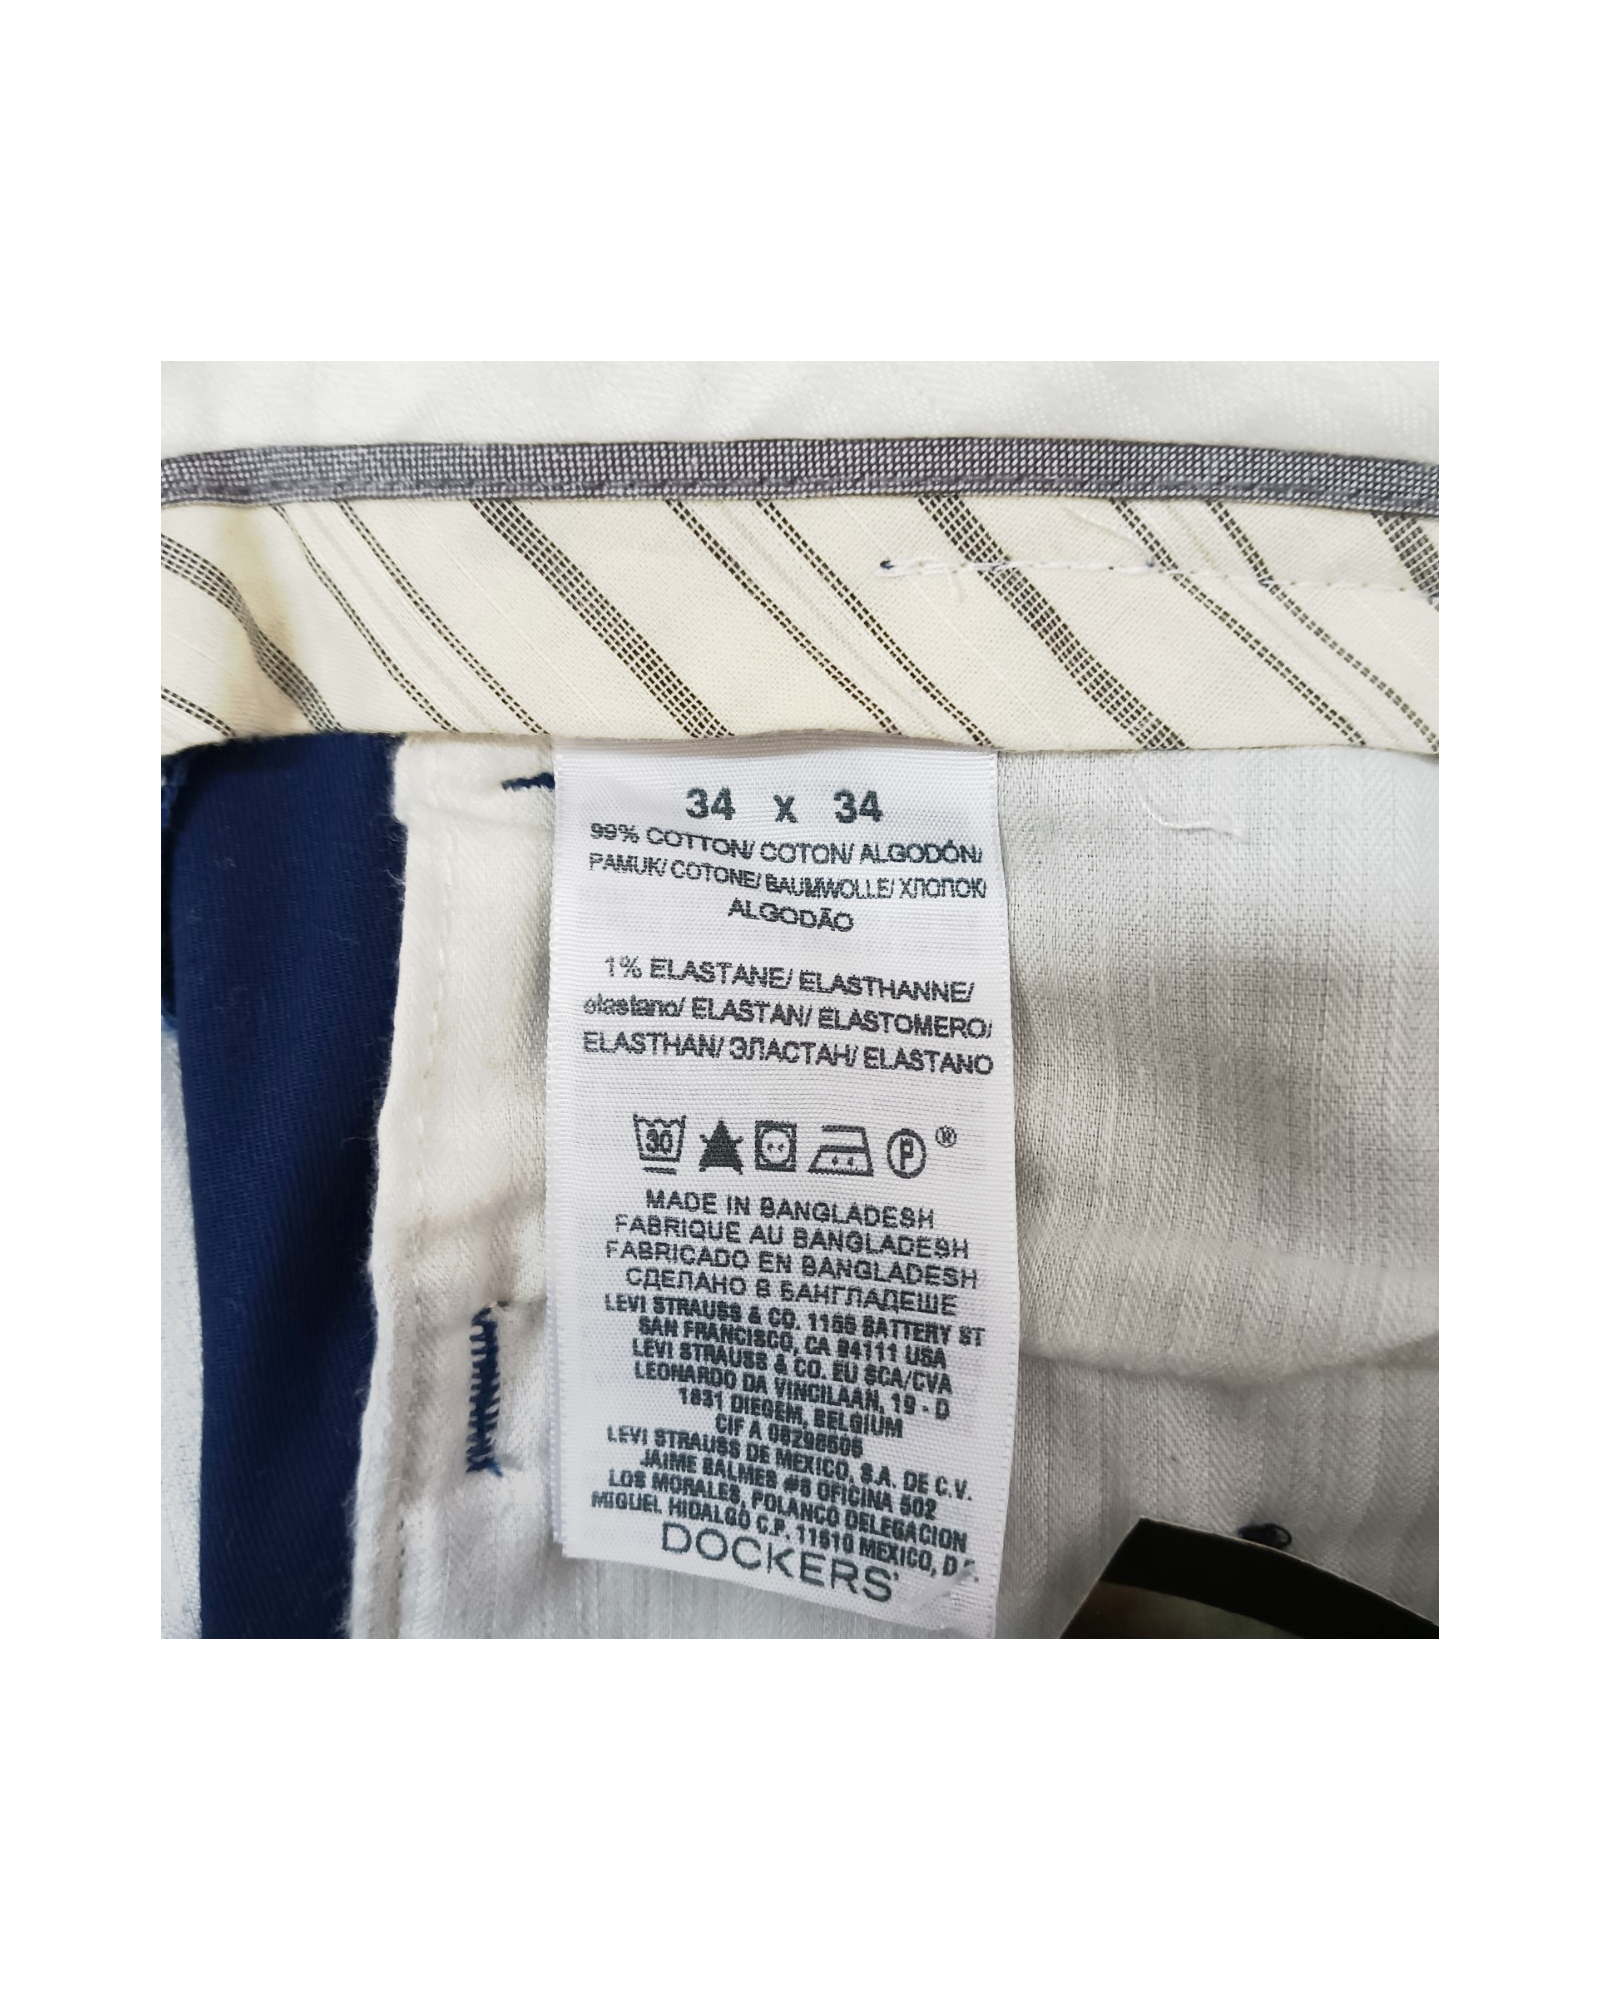 34 x 34
99% COTTON/ COTON/ ALGODÓN/
PAMUK/ COTONE/ BAUMWOLLE/ ХЛОПОК/
ALGODÃO
1% ELASTANE/ ELASTHANNE/
elastano/ ELASTAN/ ELASTOMERO/
ELASTHAN/ ЭЛАСТАН/ ELASTANO
30 P ®
MADE IN BANGLADESH
FABRIQUE AU BANGLADESH
FABRICADO EN BANGLADESH
СДЕЛАНО В БАНГЛАДЕШЕ
LEVI STRAUSS & CO. 1155 BATTERY ST
SAN FRANCISCO, CA 94111 USA
LEVI STRAUSS & CO. EU SCA/CVA
LEONARDO DA VINCILAAN, 19 - D
1831 DIEGEM, BELGIUM
CIF A
LEVI STRAUSS DE MEXICO, S.A. DE C.V.
JAIME BALMES #8 OFICINA 502
LOS MORALES, POLANCO DELEGACION
MIGUEL HIDALGO C.P. 11510 MEXICO, D.F.
DOCKERS